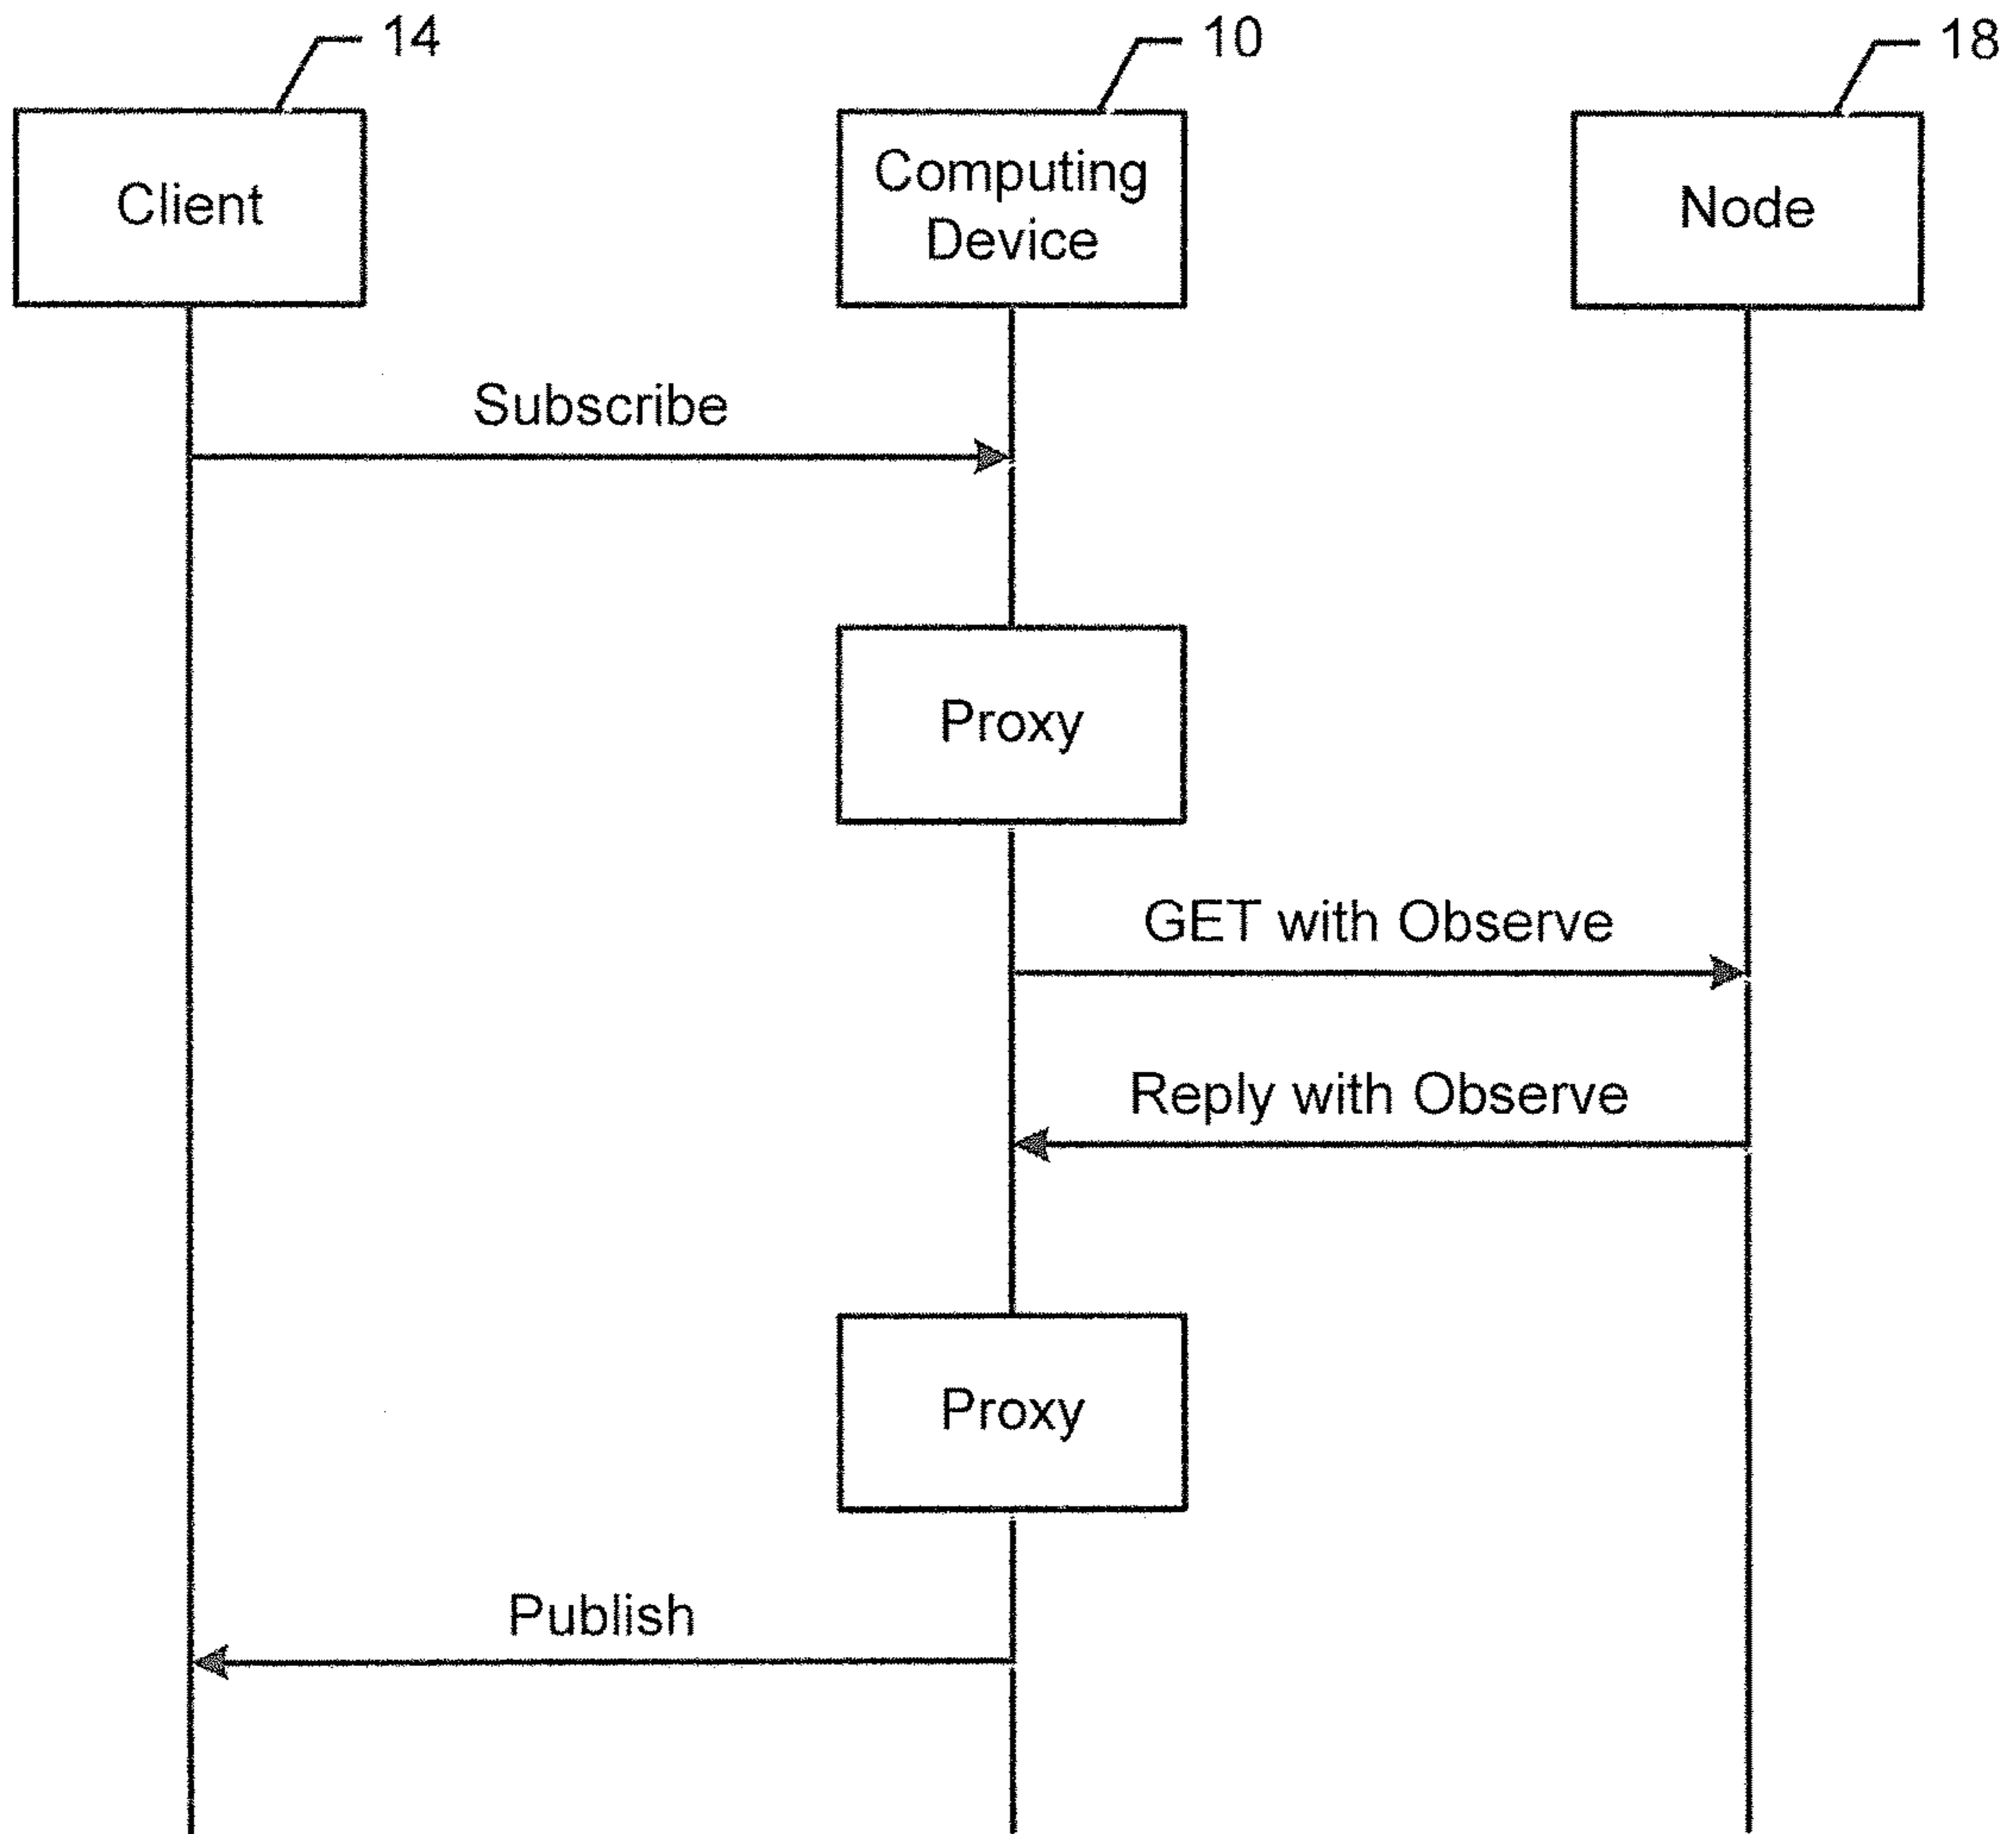 14
10
18
Client
Computing
Device
Node
Subscribe
Proxy
GET with Observe
Reply with Observe
Proxy
Publish